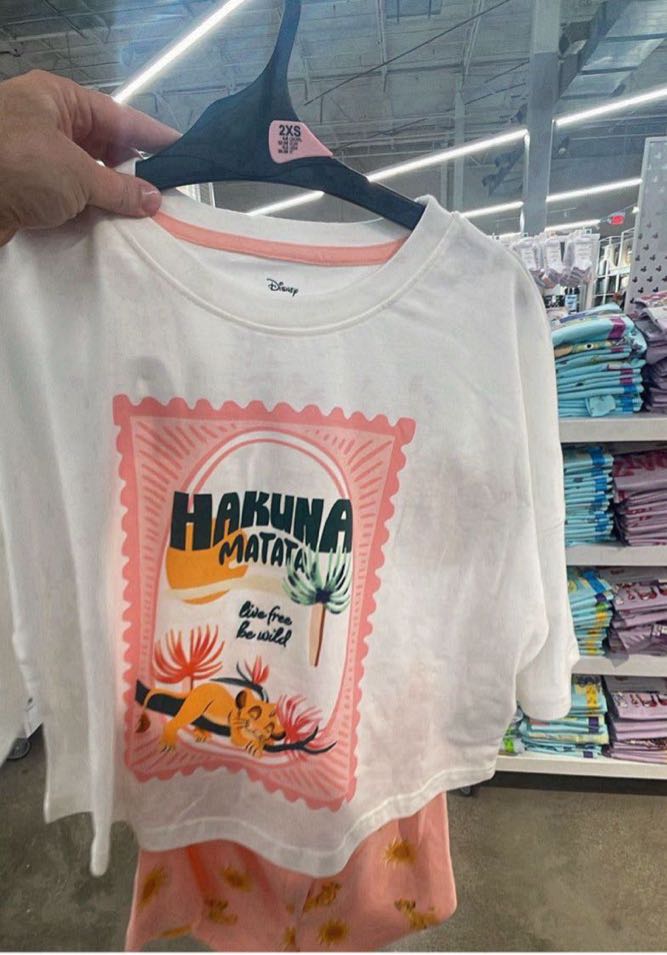 2XS
Disney
HAKUNA
MATATA
live free
be wild